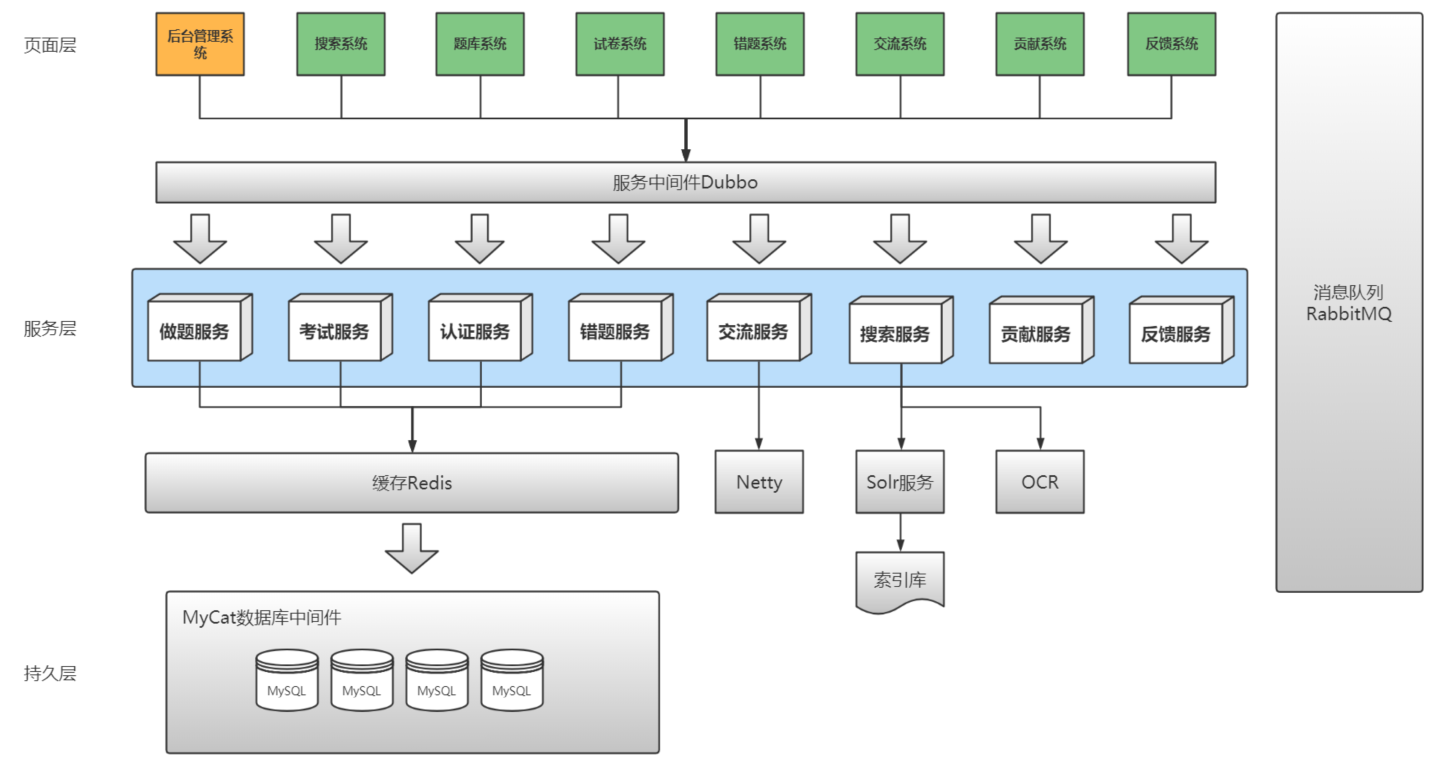 页面层
后台管理系
统
搜索系统
题库系统
试卷系统
错题系统
交流系统
贡献系统
反馈系统
服务中间件Dubbo
消息队列
RabbitMQ
服务层
做题服务
考试服务
认证服务
错题服务
交流服务
搜索服务
贡献服务
反馈服务
缓存Redis
Netty
Solr服务
OCR
索引库
持久层
MyCat数据库中间件
MySQL
MySQL
MySQL
MySQL